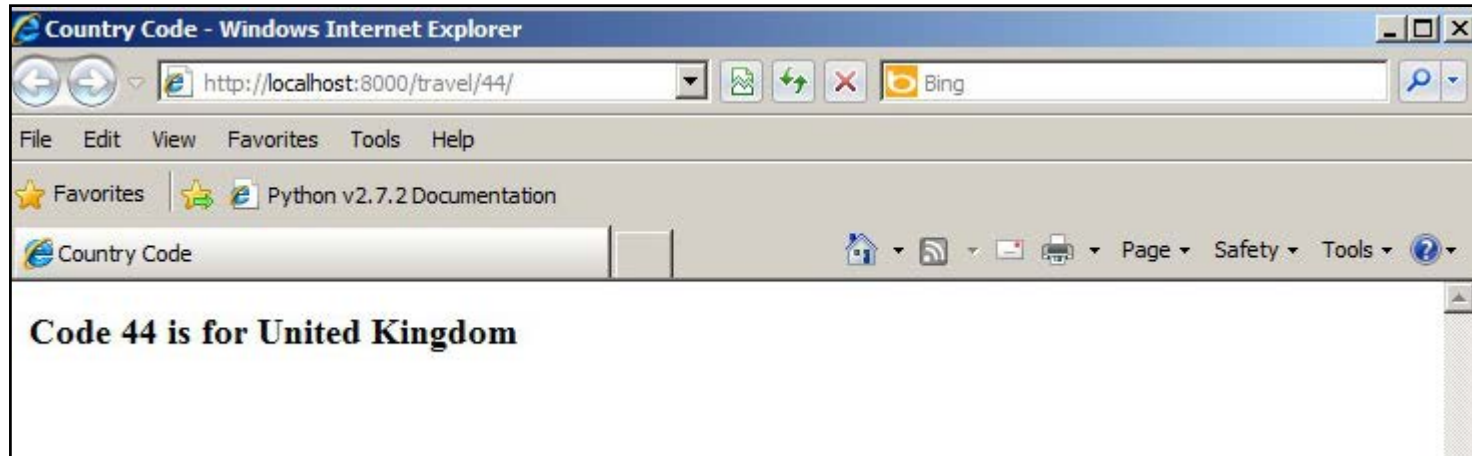 Country Code - Windows Internet Explorer
http://localhost:8000/travel/44/ Bing
File Edit View Favorites Tools Help
Favorites Python v2.7.2 Documentation
Country Code Page Safety Tools
Code 44 is for United Kingdom